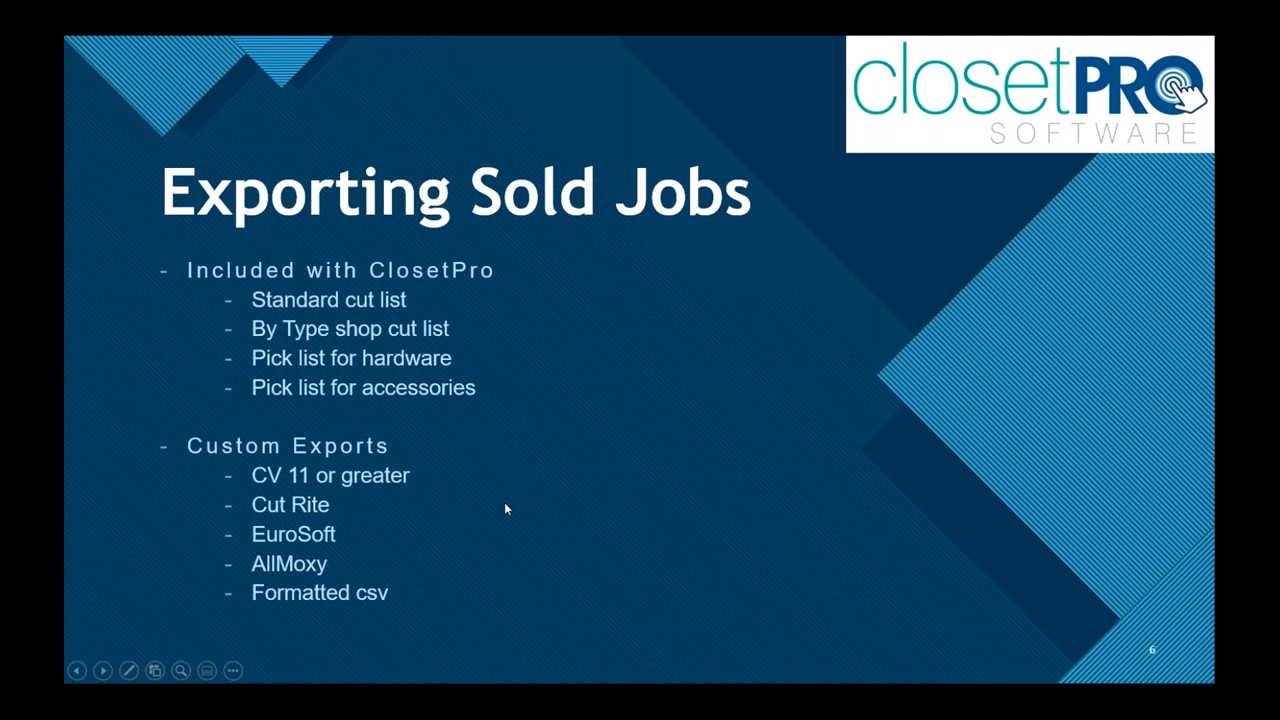 closetPRO
SOFTWARE
Exporting Sold Jobs
- Included with ClosetPro
- Standard cut list
- By Type shop cut list
- Pick list for hardware
- Pick list for accessories
- Custom Exports
- CV 11 or greater
- Cut Rite
- EuroSoft
- AllMoxy
- Formatted csv
6